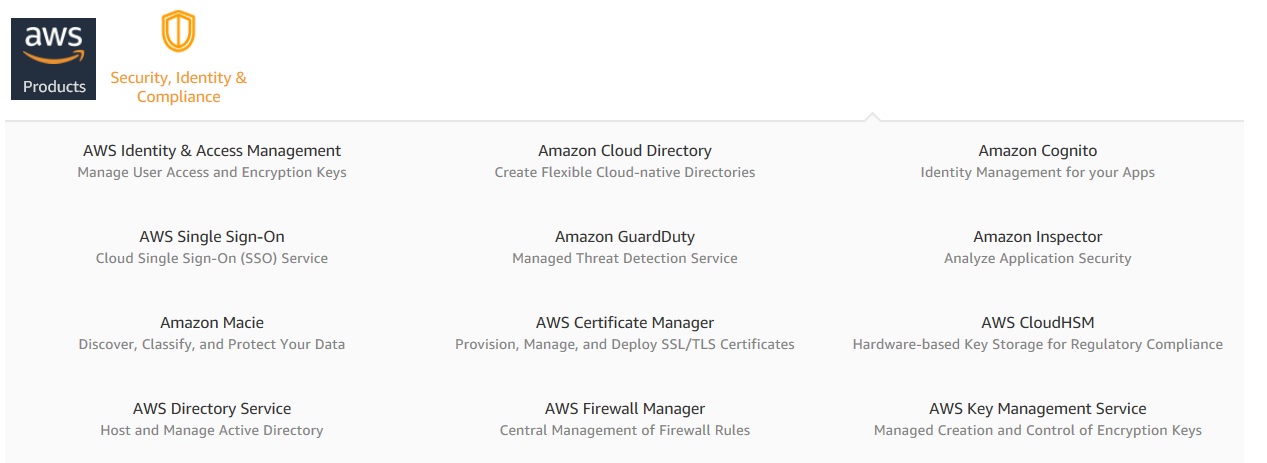 aws
Products
Security, Identity &
Compliance
AWS Identity & Access Management
Manage User Access and Encryption Keys
Amazon Cloud Directory
Create Flexible Cloud-native Directories
Amazon Cognito
Identity Management for your Apps
AWS Single Sign-On
Cloud Single Sign-On (SSO) Service
Amazon GuardDuty
Managed Threat Detection Service
Amazon Inspector
Analyze Application Security
Amazon Macie
Discover, Classify, and Protect Your Data
AWS Certificate Manager
Provision, Manage, and Deploy SSL/TLS Certificates
AWS CloudHSM
Hardware-based Key Storage for Regulatory Compliance
AWS Directory Service
Host and Manage Active Directory
AWS Firewall Manager
Central Management of Firewall Rules
AWS Key Management Service
Managed Creation and Control of Encryption Keys